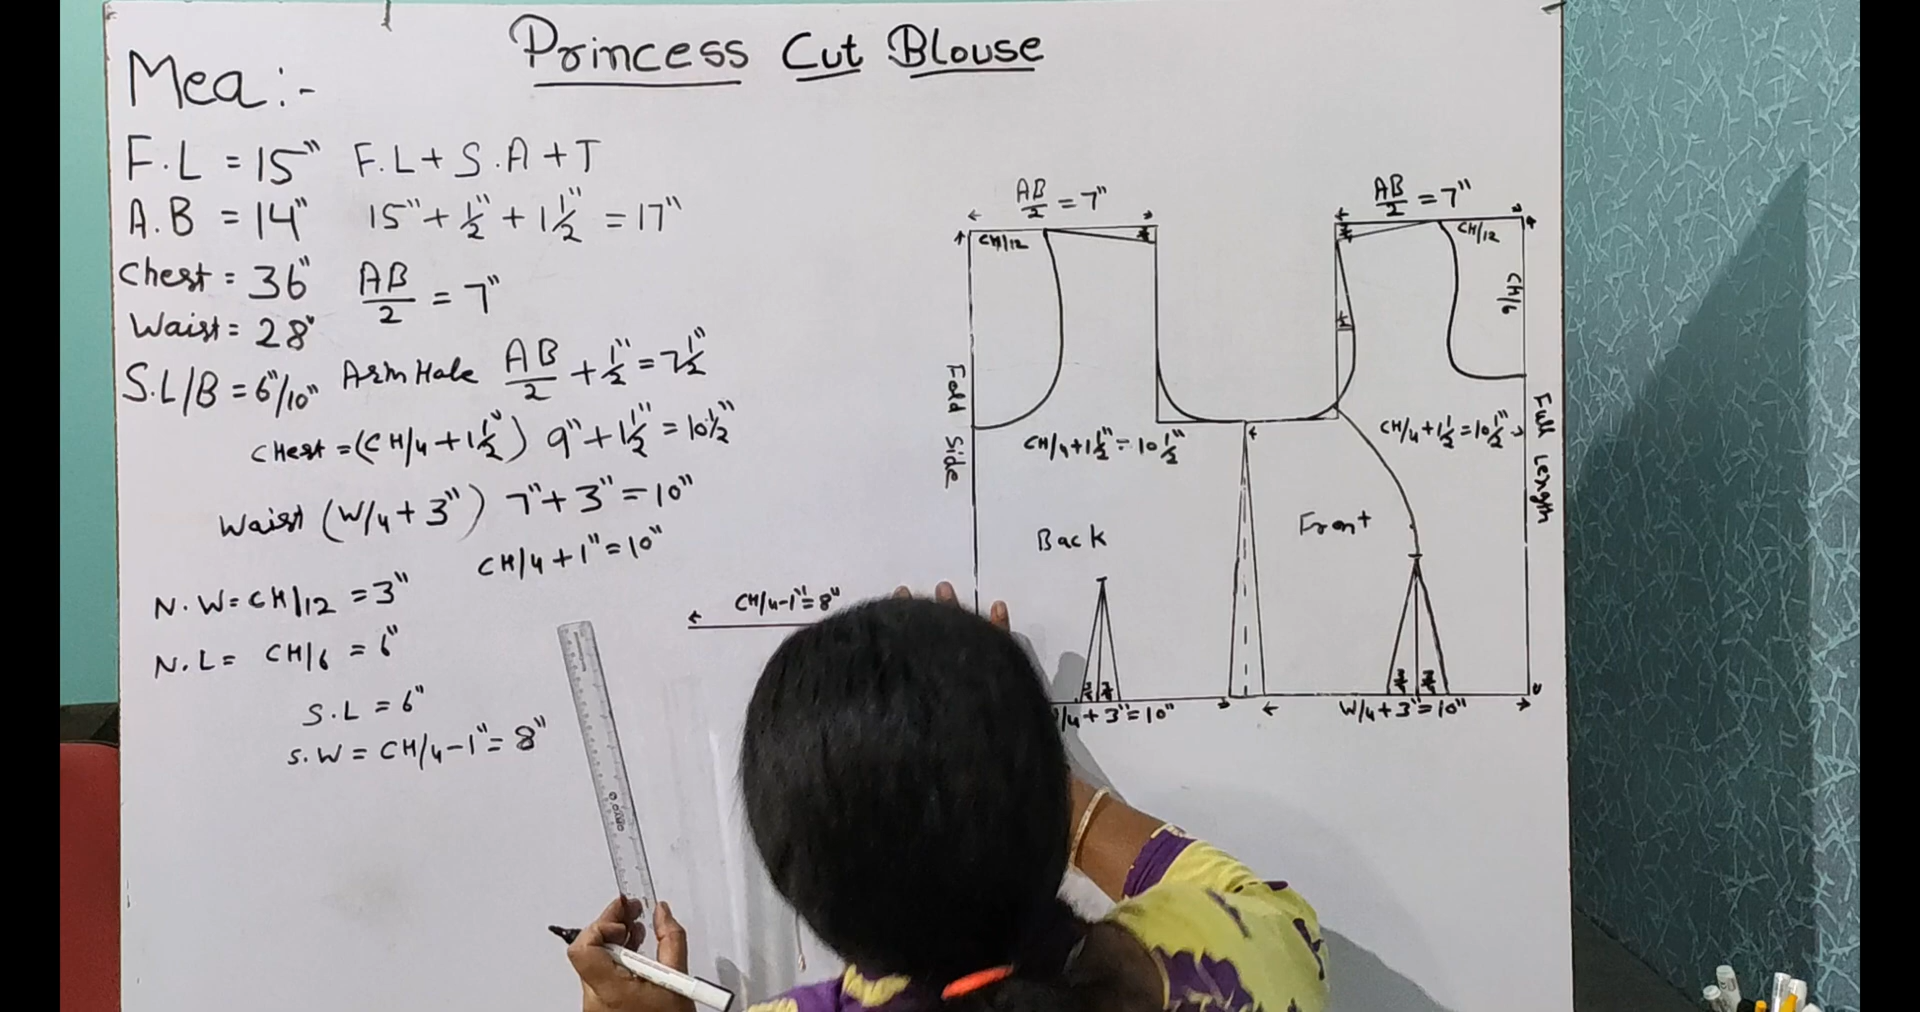 Princess Cut Blouse
Mea:-
F.L = 15" F.L + S.A + T
A.B = 14" 15" + 1/2" + 1 1/2" = 17"
Chest = 36" AB/2 = 7"
Waist = 28"
S.L/B = 6"/10" Arm Hole AB/2 + 1/2" = 7 1/2"
Chest = (CH/4 + 1 1/2") 9" + 1 1/2" = 10 1/2"
Waist (W/4 + 3") 7" + 3" = 10"
CH/4 + 1" = 10"
N.W = CH/12 = 3"
N.L = CH/6 = 6"
S.L = 6"
S.W = CH/4 - 1" = 8"
CH/4 - 1" = 8"
AB/2 = 7"
CH/12
Fold Side
CH/4 + 1 1/2" = 10 1/2"
Back
/4 + 3" = 10"
AB/2 = 7"
CH/12
CH/6
CH/4 + 1 1/2 = 10 1/2"
Full Length
Front
W/4 + 3" = 10"